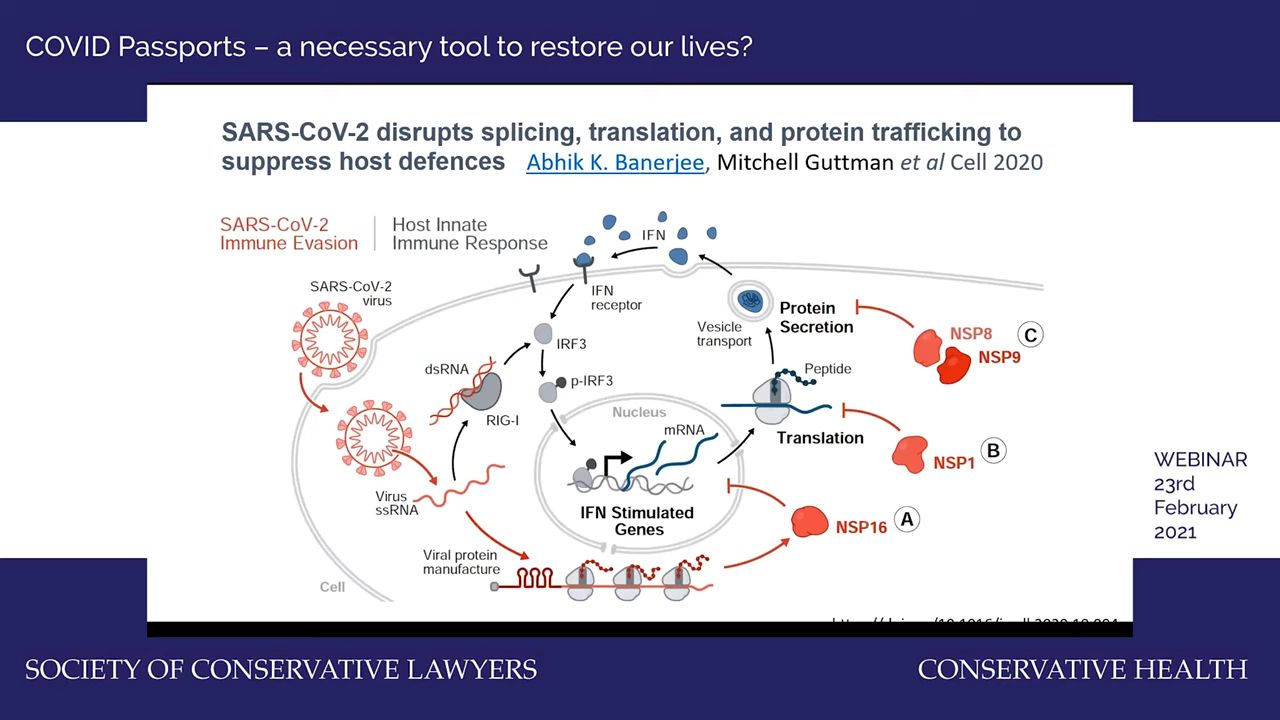 COVID Passports – a necessary tool to restore our lives?
SARS-CoV-2 disrupts splicing, translation, and protein trafficking to
suppress host defences Abhik K. Banerjee, Mitchell Guttman et al Cell 2020
SARS-CoV-2
Immune Evasion
Host Innate
Immune Response
IFN
SARS-CoV-2
virus
IFN
receptor
Vesicle
transport
Protein
Secretion
NSP8
C
NSP9
IRF3
dsRNA
RIG-I
p-IRF3
Peptide
Nucleus
mRNA
Translation
NSP1
B
Virus
ssRNA
IFN Stimulated
Genes
NSP16
A
Viral protein
manufacture
Cell
WEBINAR
23rd
February
2021
SOCIETY OF CONSERVATIVE LAWYERS
CONSERVATIVE HEALTH